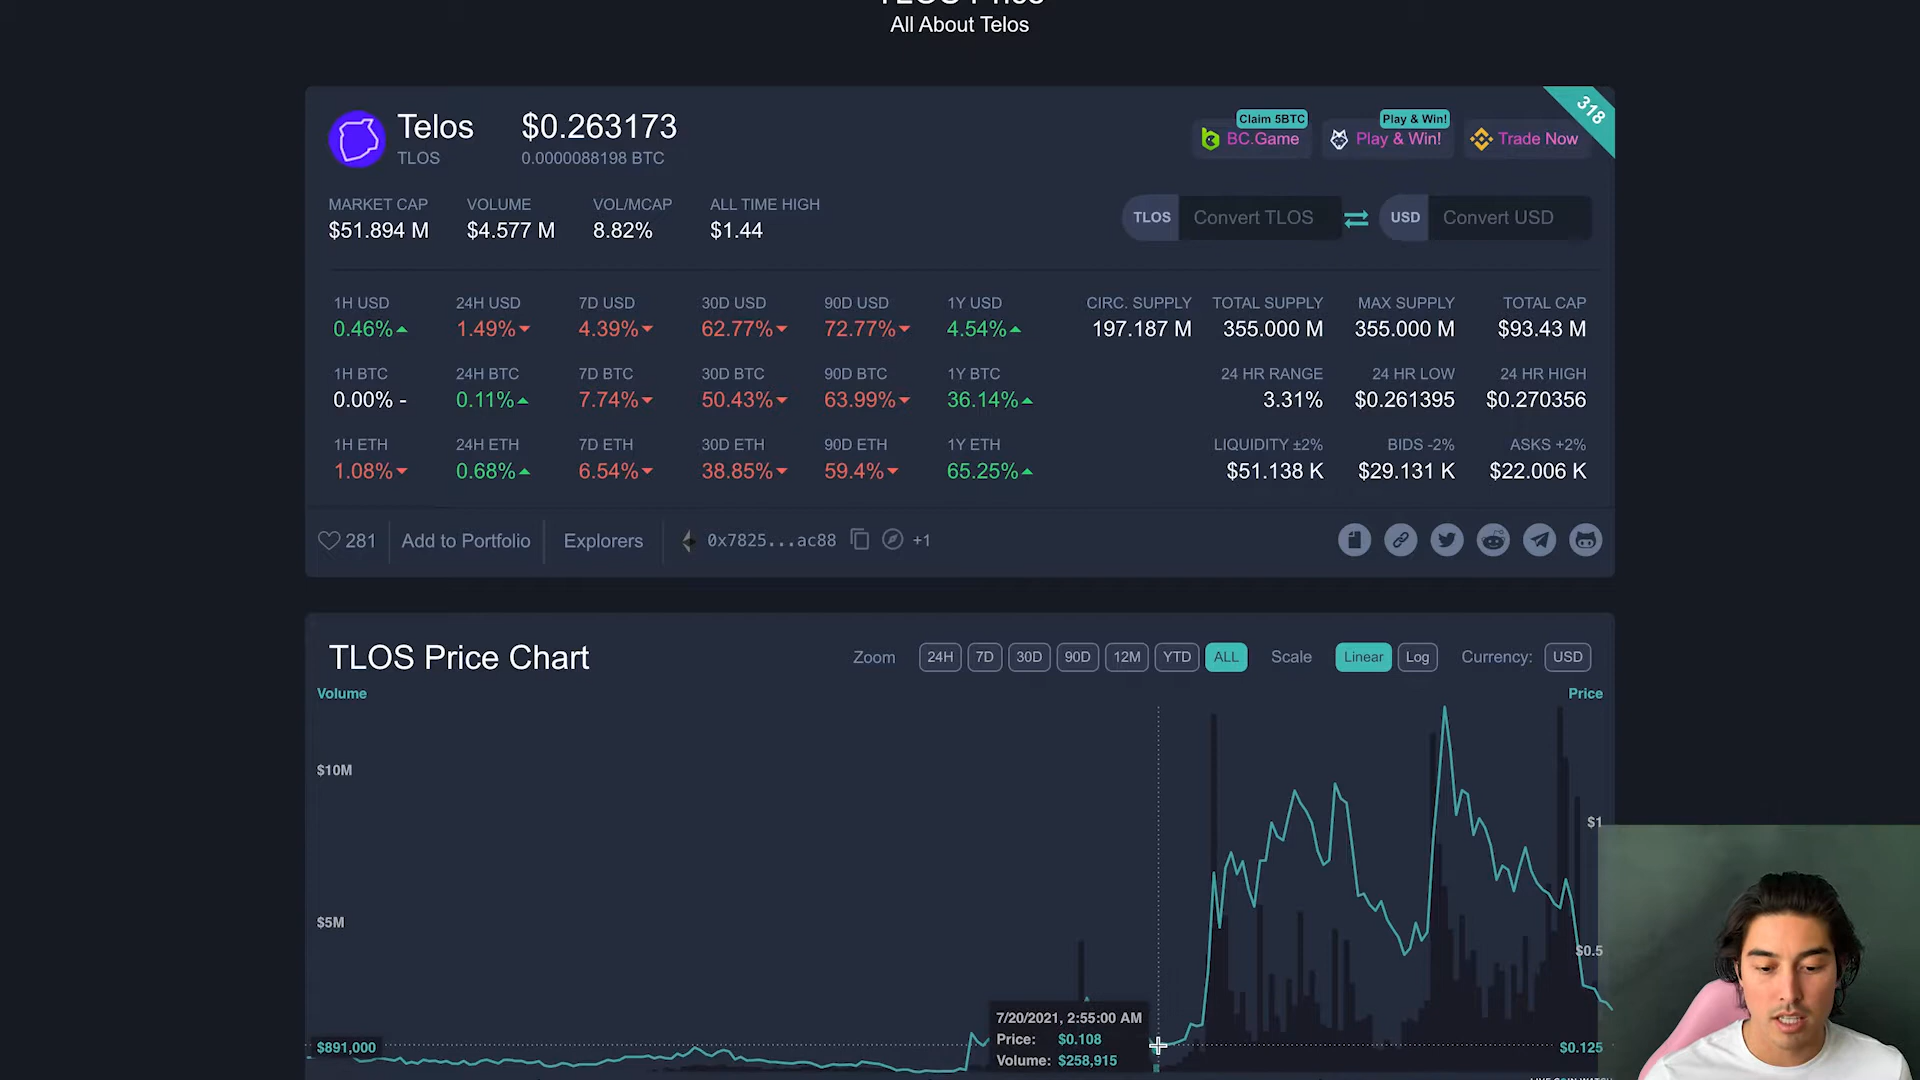 TLOS Price
All About Telos
318
Telos $0.263173
TLOS 0.0000088198 BTC
Claim 5BTC
BC.Game
Play & Win!
Play & Win!
Trade Now
MARKET CAP VOLUME VOL/MCAP ALL TIME HIGH
$51.894 M $4.577 M 8.82% $1.44
TLOS Convert TLOS USD Convert USD
1H USD 24H USD 7D USD 30D USD 90D USD 1Y USD CIRC. SUPPLY TOTAL SUPPLY MAX SUPPLY TOTAL CAP
0.46% 1.49% 4.39% 62.77% 72.77% 4.54% 197.187 M 355.000 M 355.000 M $93.43 M
1H BTC 24H BTC 7D BTC 30D BTC 90D BTC 1Y BTC 24 HR RANGE 24 HR LOW 24 HR HIGH
0.00% - 0.11% 7.74% 50.43% 63.99% 36.14% 3.31% $0.261395 $0.270356
1H ETH 24H ETH 7D ETH 30D ETH 90D ETH 1Y ETH LIQUIDITY ±2% BIDS -2% ASKS +2%
1.08% 0.68% 6.54% 38.85% 59.4% 65.25% $51.138 K $29.131 K $22.006 K
281 Add to Portfolio Explorers 0x7825...ac88 +1
TLOS Price Chart Zoom 24H 7D 30D 90D 12M YTD ALL Scale Linear Log Currency: USD
Volume Price
$10M
$1
$5M
$0.5
7/20/2021, 2:55:00 AM
Price: $0.108
Volume: $258,915
$891,000 $0.125
LIVE COIN WATCH